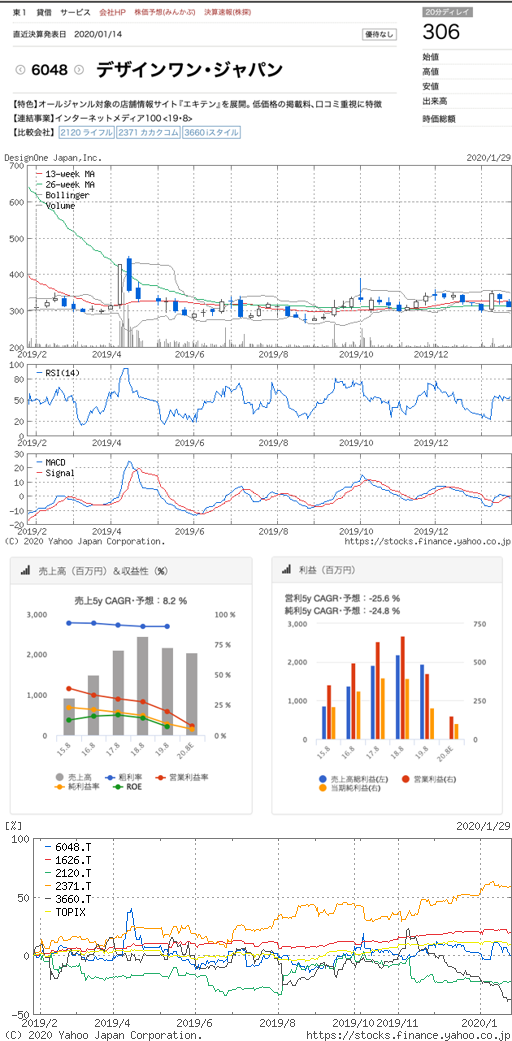 東1 貸借 サービス 会社HP 株価予想(みんかぶ) 決算速報(株探)
直近決算発表日 2020/01/14 優待なし
6048 デザインワン・ジャパン
【特色】オールジャンル対象の店舗情報サイト『エキテン』を展開。低価格の掲載料、口コミ重視に特徴
【連結事業】インターネットメディア100 <19・8>
【比較会社】 2120 ライフル 2371 カカクコム 3660 iスタイル
20分ディレイ
306
始値
高値
安値
出来高
時価総額
DesignOne Japan,Inc. 2020/1/29
700
600
500
400
300
200
13-week MA
26-week MA
Bollinger
Volume
2019/2 2019/4 2019/6 2019/8 2019/10 2019/12
100
80
50
20
0
RSI(14)
2019/2 2019/4 2019/6 2019/8 2019/10 2019/12
30
20
10
0
-10
-20
MACD
Signal
2019/2 2019/4 2019/6 2019/8 2019/10 2019/12
(C) 2020 Yahoo Japan Corporation. https://stocks.finance.yahoo.co.jp
売上高（百万円）＆収益性（%）
売上5y CAGR・予想：8.2 %
3,000
2,000
1,000
0
100 %
75 %
50 %
25 %
0 %
15.8 16.8 17.8 18.8 19.8 20.8E
売上高 粗利率 営業利益率
純利益率 ROE
利益（百万円）
営利5y CAGR・予想：-25.6 %
純利5y CAGR・予想：-24.8 %
3,000
2,000
1,000
0
750
500
250
0
15.8 16.8 17.8 18.8 19.8 20.8E
売上高総利益(左) 営業利益(右)
当期純利益(右)
[%] 2020/1/29
100
50
0
-50
6048.T
1626.T
2120.T
2371.T
3660.T
TOPIX
2019/2 2019/4 2019/6 2019/8 2019/10 2019/11 2020/1
(C) 2020 Yahoo Japan Corporation. https://stocks.finance.yahoo.co.jp